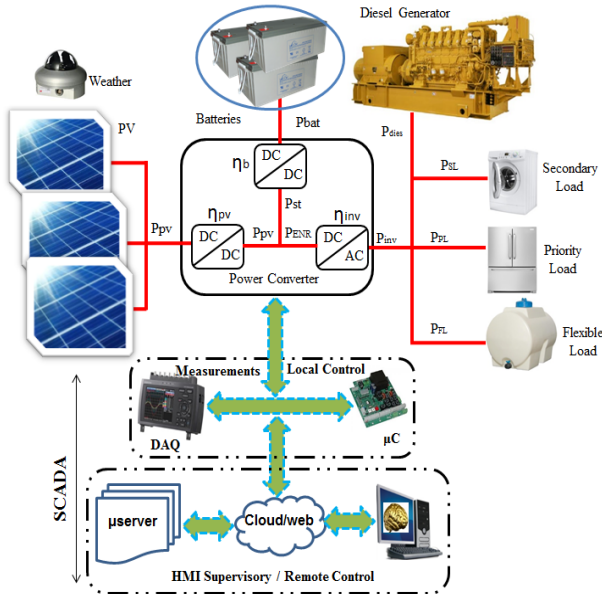 Diesel Generator
Weather
Batteries
Pbat
PV
Pdies
ηb
DC
DC
PSL
Secondary
Load
Pst
ηpv
ηinv
Ppv
DC
DC
Ppv
PENR
DC
AC
Pinv
PPL
Priority
Load
Power Converter
PFL
Flexible
Load
Measurements
Local Control
DAQ
µC
SCADA
µserver
Cloud/web
HMI Supervisory / Remote Control